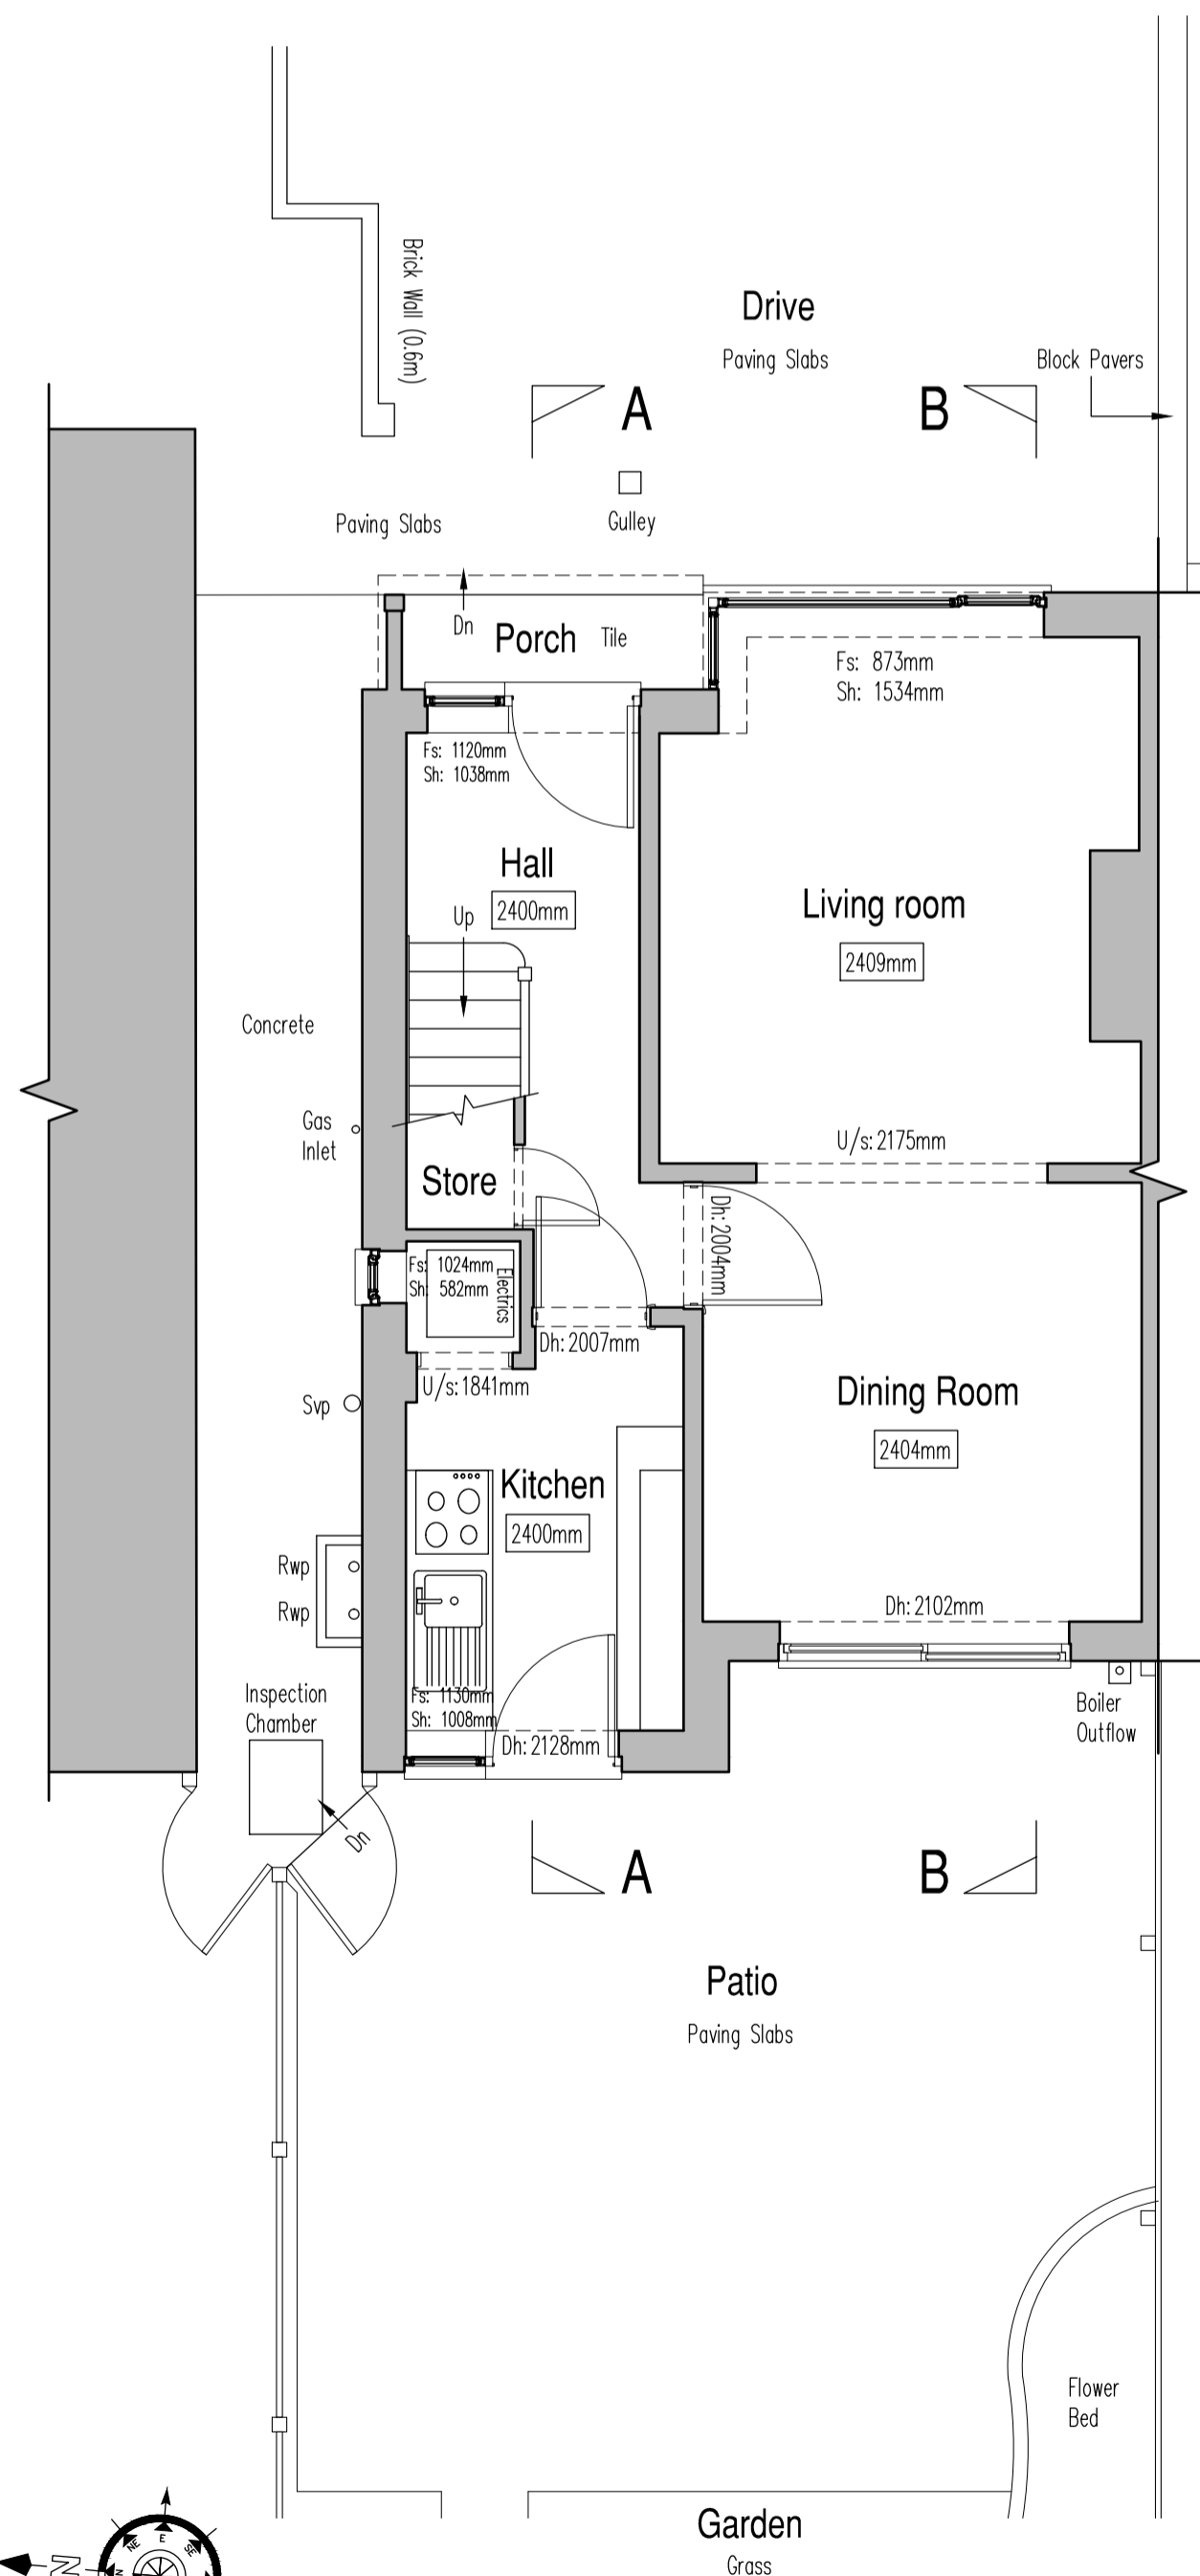 Brick Wall (0.6m)
Drive
Paving Slabs
Block Pavers
A
B
Gulley
Paving Slabs
Dn
Porch
Tile
Fs: 873mm
Sh: 1534mm
Fs: 1120mm
Sh: 1038mm
Hall
2400mm
Up
Living room
2409mm
Concrete
Gas
Inlet
U/s: 2175mm
Store
Dh: 2004mm
Fs: 1024mm
Sh: 582mm
Electrics
Dh: 2007mm
U/s: 1841mm
Svp
Dining Room
2404mm
Kitchen
2400mm
Rwp
Rwp
Dh: 2102mm
Fs: 1130mm
Sh: 1008mm
Dh: 2128mm
Inspection
Chamber
Boiler
Outflow
Dn
A
B
Patio
Paving Slabs
Flower
Bed
Garden
Grass
N
NE
E
SE
N